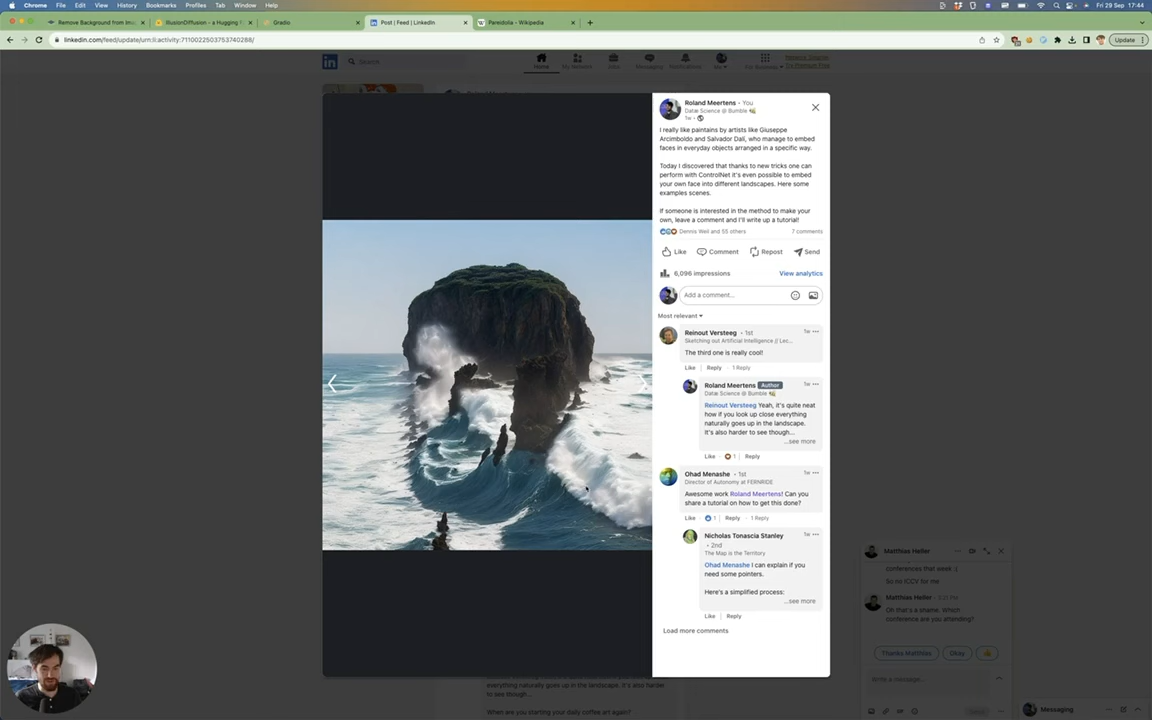 Chrome File Edit View History Bookmarks Profiles Tab Window Help
Fri 29 Sep 17:44
Remove Background from Ima
IllusionDiffusion - a Hugging F
Gradio
Post | Feed | LinkedIn
Pareidolia - Wikipedia
linkedin.com/feed/update/urn:li:activity:7110022503753740288/
Update
Search
Home
My Network
Jobs
Messaging
Notifications
Me
For Business
Roland Meertens • You
Datæ Science @ Bumble
1w •
I really like paintains by artists like Giuseppe
Arcimboldo and Salvador Dalí, who manage to embed
faces in everyday objects arranged in a specific way.
Today I discovered that thanks to new tricks one can
perform with ControlNet it's even possible to embed
your own face into different landscapes. Here some
examples scenes.
If someone is interested in the method to make your
own, leave a comment and I'll write up a tutorial!
Dennis Weil and 55 others
7 comments
Like
Comment
Repost
Send
6,096 impressions
View analytics
Add a comment...
Most relevant
Reinout Versteeg • 1st
1w
Sketching out Artificial Intelligence // Lec...
The third one is really cool!
Like
Reply
1 Reply
Roland Meertens Author
1w
Datæ Science @ Bumble
Reinout Versteeg Yeah, it's quite neat
how if you look up close everything
naturally goes up in the landscape.
It's also harder to see though...
...see more
Like
1
Reply
Ohad Menashe • 1st
1w
Director of Autonomy at FERNRIDE
Awesome work Roland Meertens! Can you
share a tutorial on how to get this done?
Like
1
Reply
1 Reply
Nicholas Tonascia Stanley
1w
• 2nd
The Map is the Territory
Ohad Menashe I can explain if you
need some pointers.
Here's a simplified process:
...see more
Like
Reply
Load more comments
Matthias Heller
conferences that week :(
So no ICCV for me
Matthias Heller • 3:21 PM
Oh that's a shame. Which
conference are you attending?
Thanks Matthias
Okay
Write a message...
Messaging
everything naturally goes up in the landscape. It's also harder
to see though...
When are you starting your daily coffee art again?